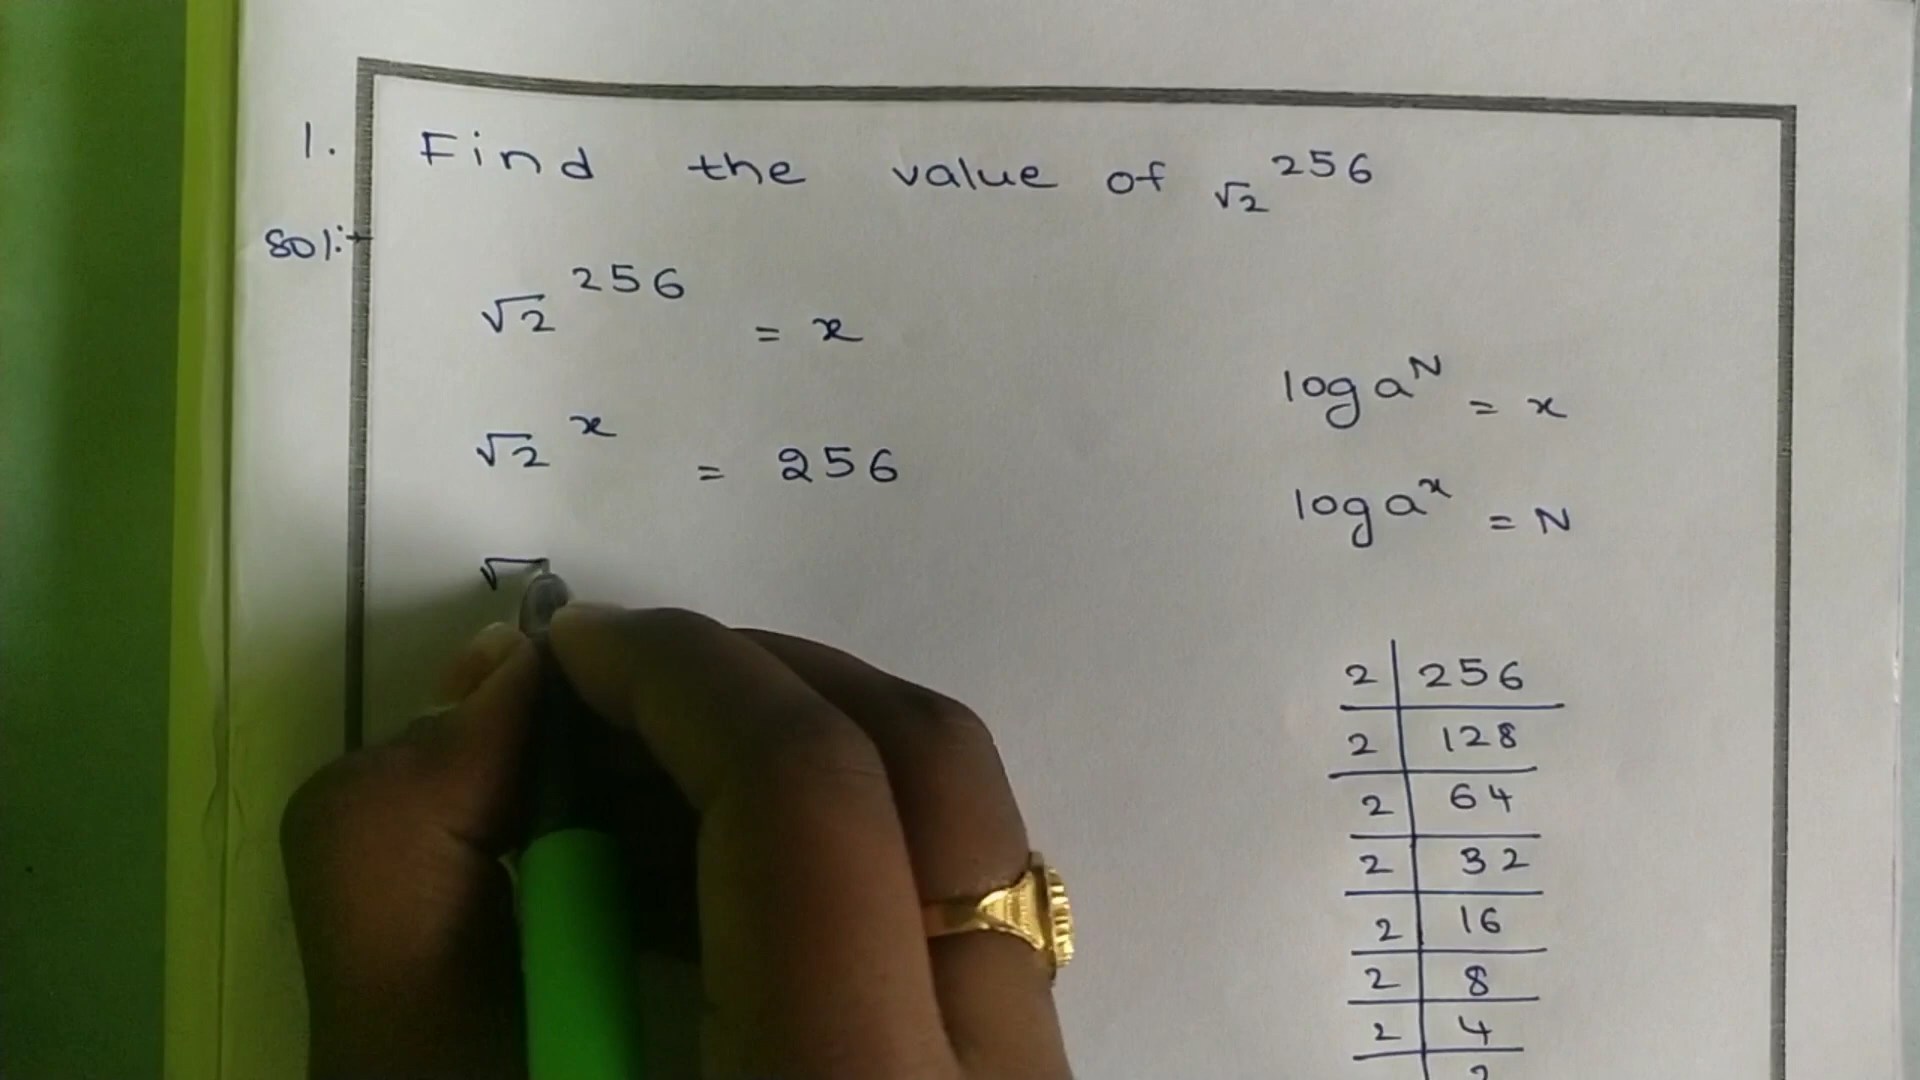 1. Find the value of √2 256
Sol:-
√2 256 = x
√2 x = 256
√
log a N = x
log a x = N
2 256
2 128
2 64
2 32
2 16
2 8
2 4
2